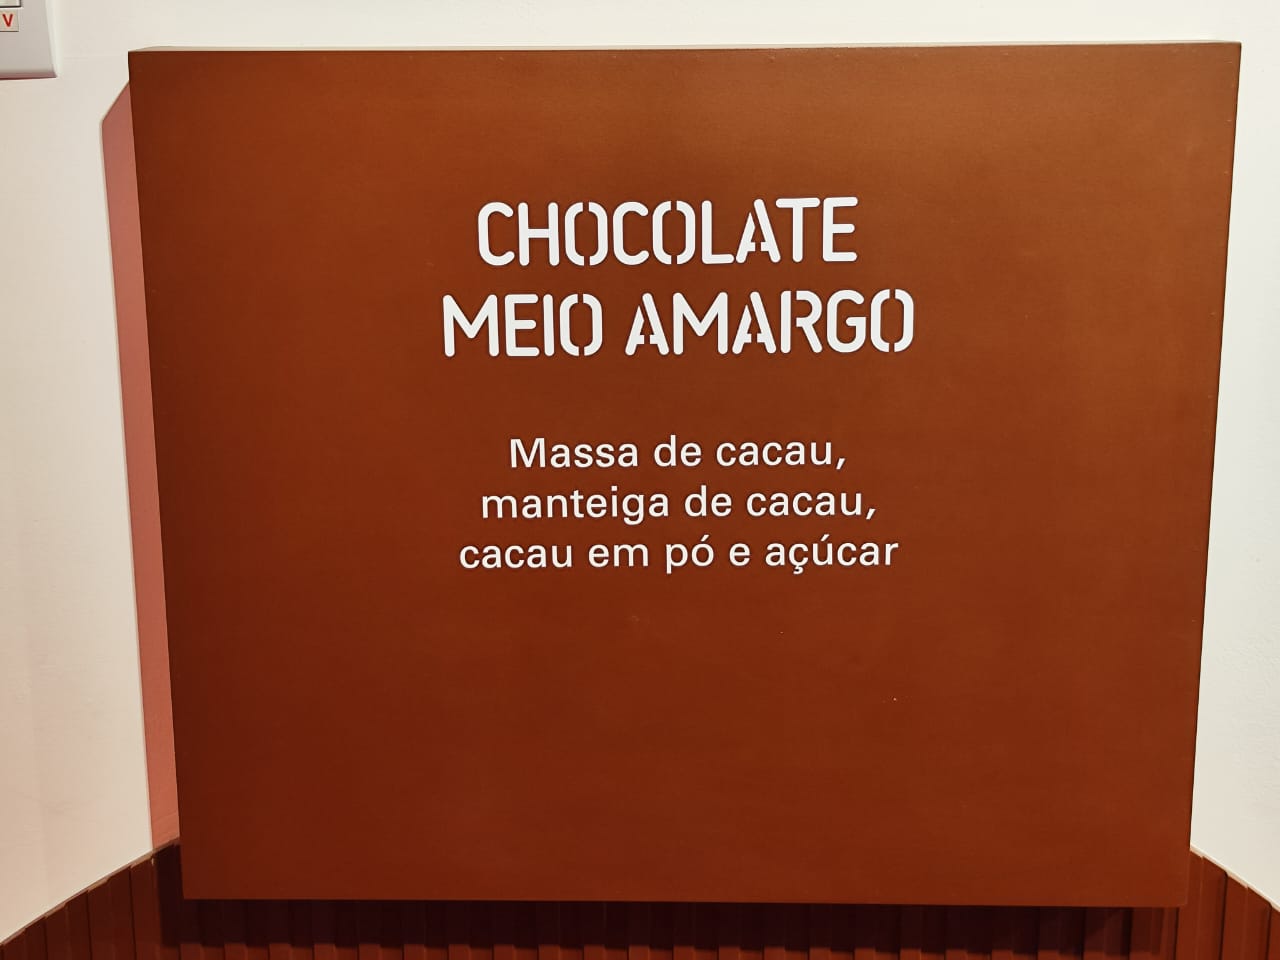 V
CHOCOLATE
MEIO AMARGO
Massa de cacau,
manteiga de cacau,
cacau em pó e açúcar